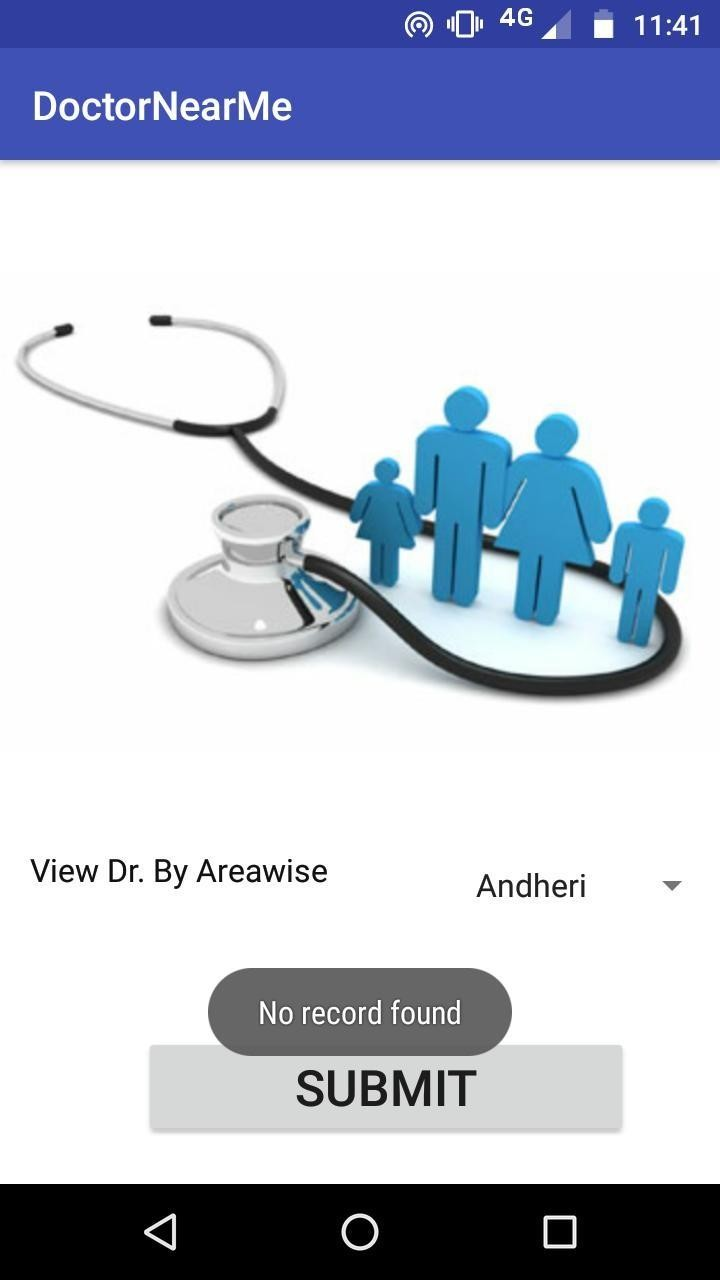 4G 11:41
DoctorNearMe
View Dr. By Areawise
Andheri
No record found
SUBMIT